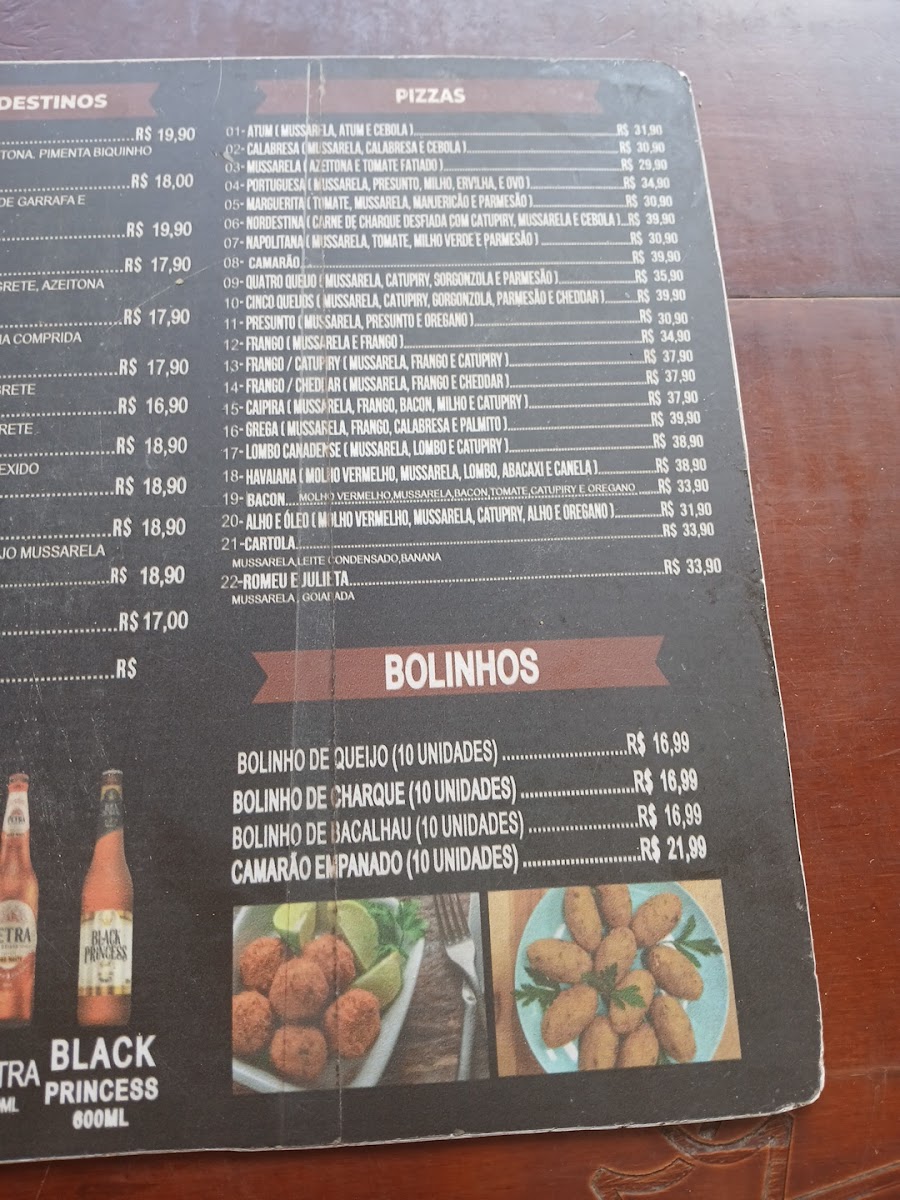 DESTINOS
R$ 19,90
TONA. PIMENTA BIQUINHO
R$ 18,00
DE GARRAFA E
R$ 19,90
R$ 17,90
GRETE, AZEITONA
R$ 17,90
A COMPRIDA
R$ 17,90
GRETE
R$ 16,90
RETE
R$ 18,90
EXIDO
R$ 18,90
R$ 18,90
JO MUSSARELA
R$ 18,90
R$ 17,00
R$
PIZZAS
01- ATUM ( MUSSARELA, ATUM E CEBOLA ) R$ 31,90
02- CALABRESA ( MUSSARELA, CALABRESA E CEBOLA ) R$ 30,90
03- MUSSARELA ( AZEITONA E TOMATE FATIADO ) R$ 29,90
04- PORTUGUESA ( MUSSARELA, PRESUNTO, MILHO, ERVILHA, E OVO ) R$ 34,90
05- MARGUERITA ( TOMATE, MUSSARELA, MANJERICÃO E PARMESÃO ) R$ 30,90
06- NORDESTINA ( CARNE DE CHARQUE DESFIADA COM CATUPIRY, MUSSARELA E CEBOLA ) R$ 39,90
07- NAPOLITANA ( MUSSARELA, TOMATE, MILHO VERDE E PARMESÃO ) R$ 30,90
08- CAMARÃO R$ 39,90
09- QUATRO QUEIJO ( MUSSARELA, CATUPIRY, SORGONZOLA E PARMESÃO ) R$ 35,90
10- CINCO QUEIJOS ( MUSSARELA, CATUPIRY, GORGONZOLA, PARMESÃO E CHEDDAR ) R$ 39,90
11- PRESUNTO ( MUSSARELA, PRESUNTO E OREGANO ) R$ 30,90
12- FRANGO ( MUSSARELA E FRANGO ) R$ 34,90
13- FRANGO / CATUPIRY ( MUSSARELA, FRANGO E CATUPIRY ) R$ 37,90
14- FRANGO / CHEDDAR ( MUSSARELA, FRANGO E CHEDDAR ) R$ 37,90
15- CAIPIRA ( MUSSARELA, FRANGO, BACON, MILHO E CATUPIRY ) R$ 37,90
16- GREGA ( MUSSARELA, FRANGO, CALABRESA E PALMITO ) R$ 39,90
17- LOMBO CANADENSE ( MUSSARELA, LOMBO E CATUPIRY ) R$ 38,90
18- HAVAIANA ( MOLHO VERMELHO, MUSSARELA, LOMBO, ABACAXI E CANELA ) R$ 38,90
19- BACON MOLHO VERMELHO,MUSSARELA,BACON,TOMATE,CATUPIRY E OREGANO R$ 33,90
20- ALHO E ÓLEO ( MOLHO VERMELHO, MUSSARELA, CATUPIRY, ALHO E OREGANO ) R$ 31,90
21-CARTOLA R$ 33,90
MUSSARELA,LEITE CONDENSADO,BANANA
22-ROMEU E JULIETA R$ 33,90
MUSSARELA , GOIABADA
BOLINHOS
BOLINHO DE QUEIJO (10 UNIDADES) R$ 16,99
BOLINHO DE CHARQUE (10 UNIDADES) R$ 16,99
BOLINHO DE BACALHAU (10 UNIDADES) R$ 16,99
CAMARÃO EMPANADO (10 UNIDADES) R$ 21,99
ETRA
BLACK
PRINCESS
TRA
ML
BLACK
PRINCESS
600ML